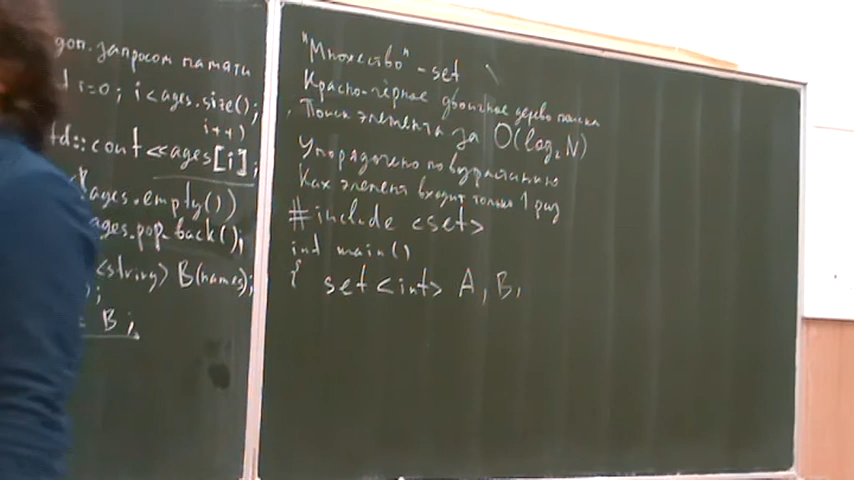 доп. запросом памяти
i=0; i<ages.size();
i++)
td::cout<<ages[i];
ages.empty())
ages.pop_back();
<string> B(names);
B;
"Множество" - set
Красно-чёрное двоичное дерево поиска
Поиск элемента за O(log₂N)
Упорядочено по возрастанию
Как элемент входит только 1 раз
#include <set>
int main()
{ set<int> A, B,